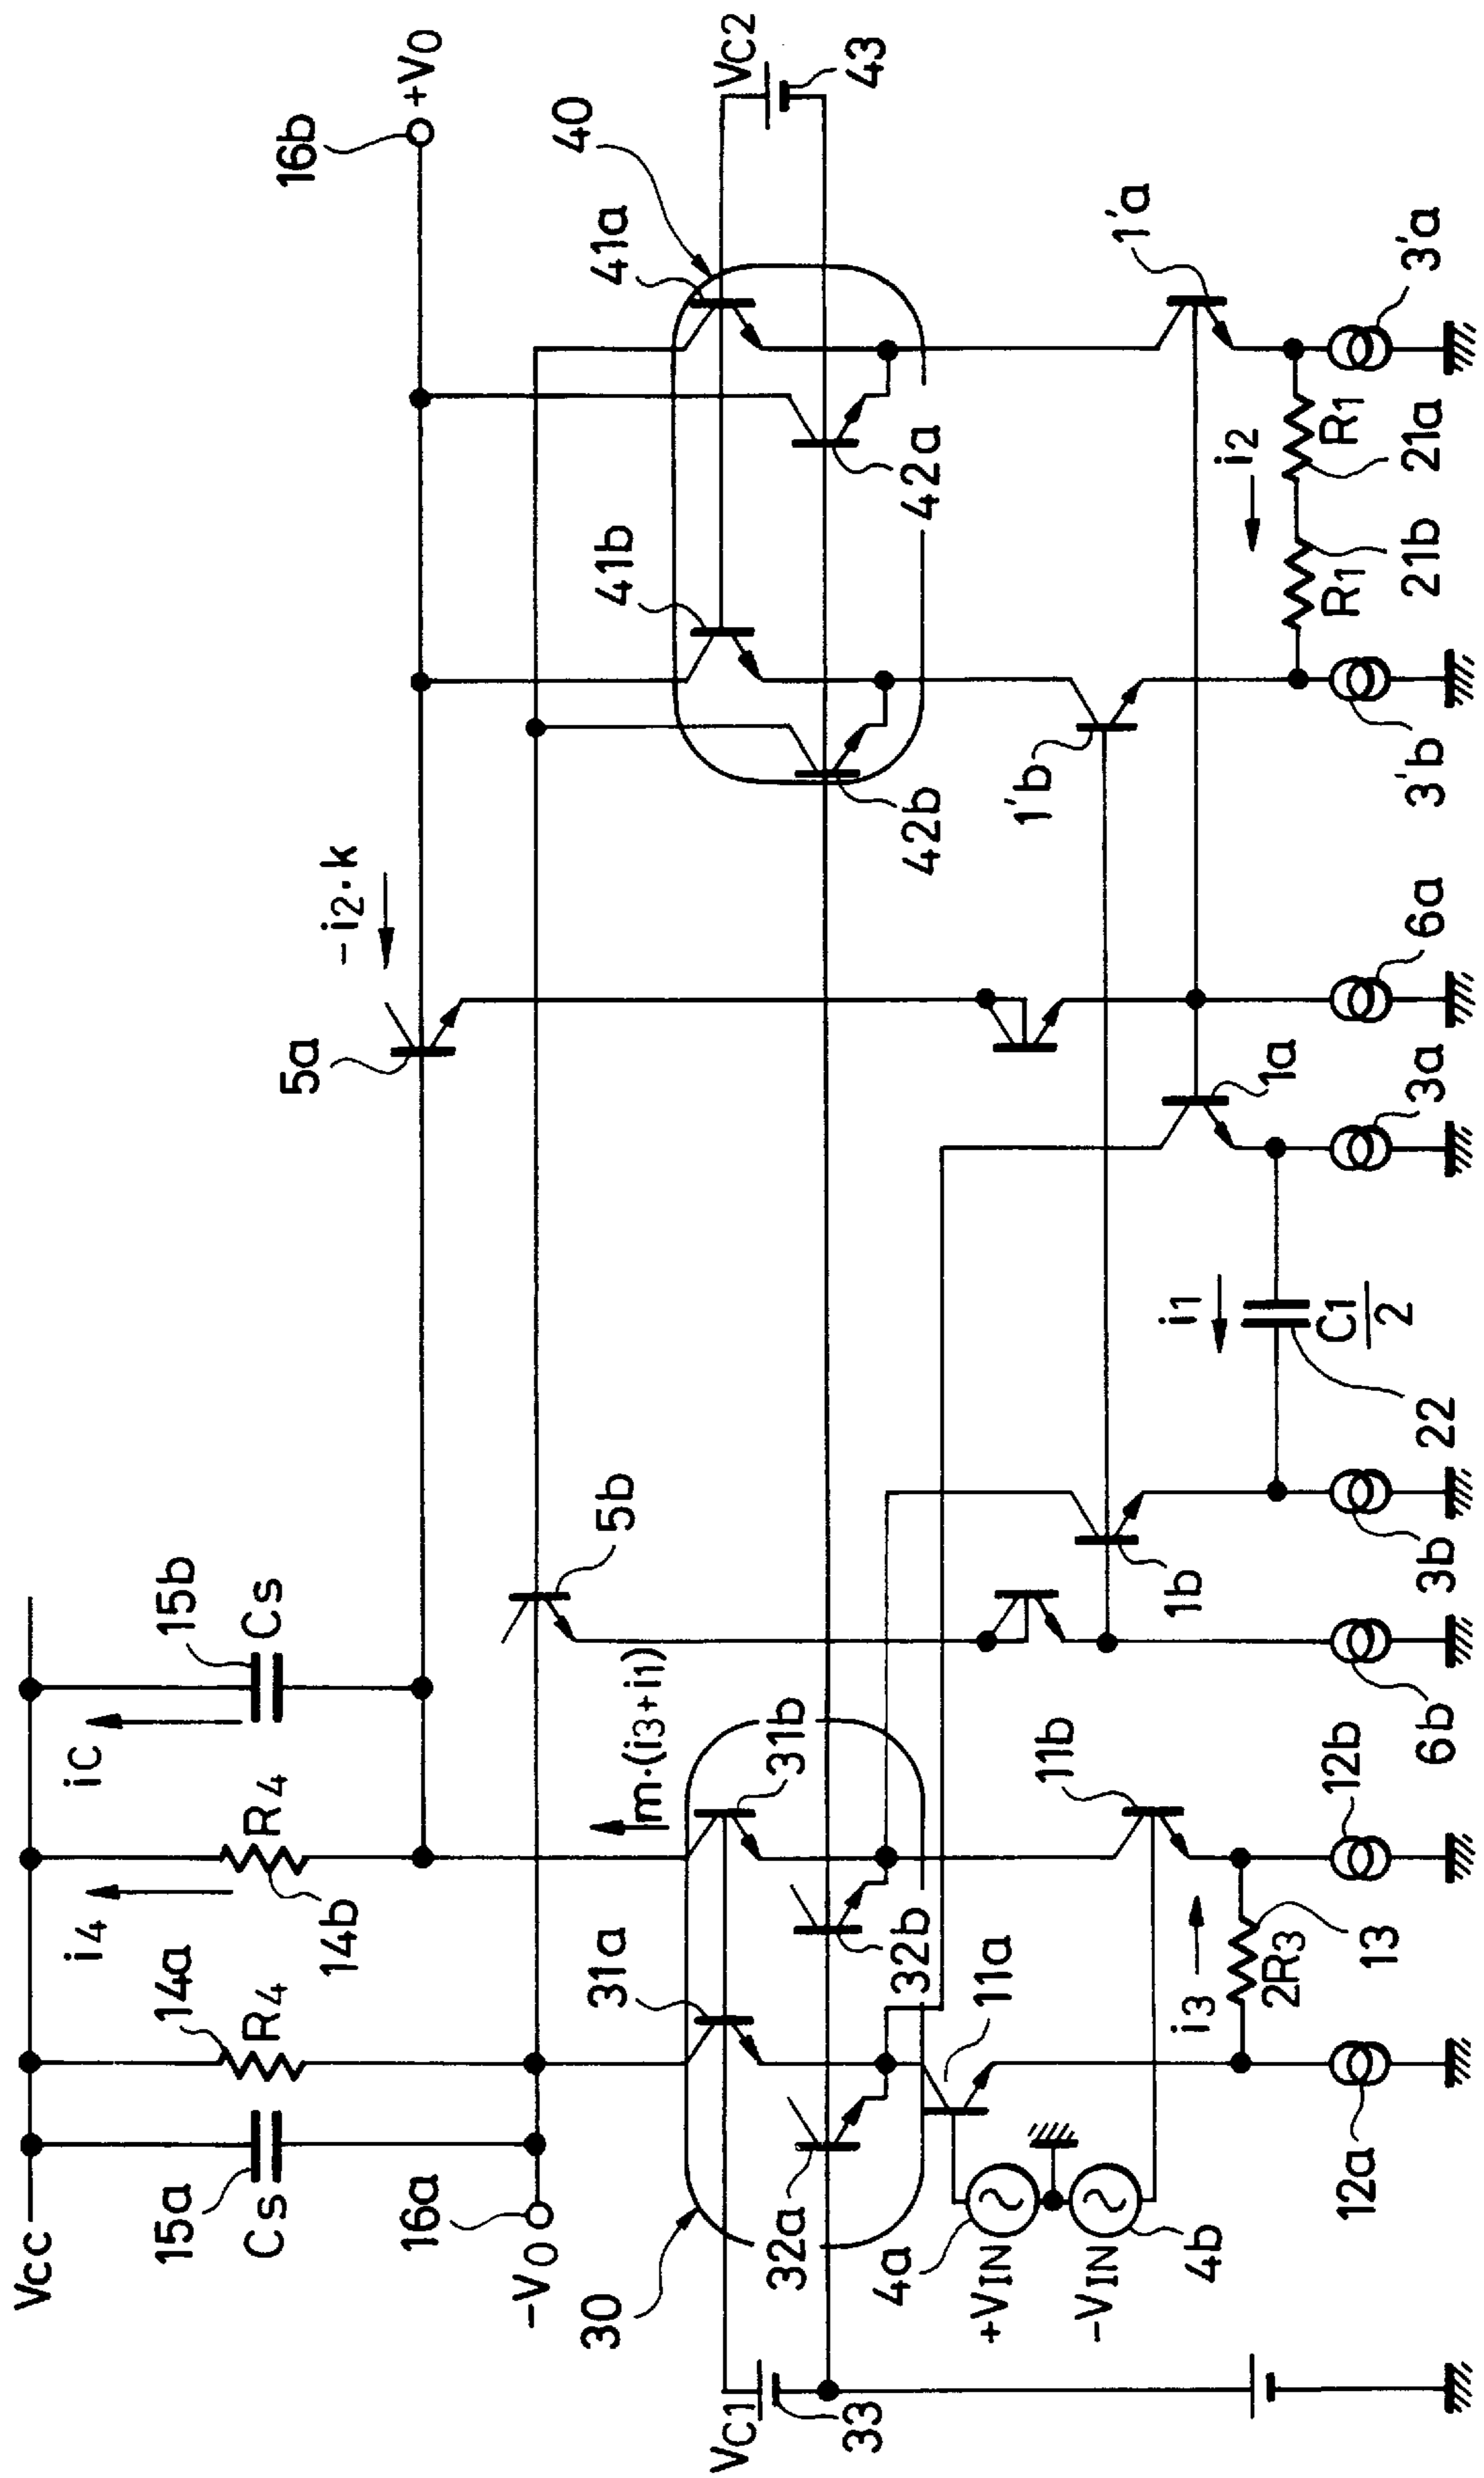 Vcc
15a
Cs
14a
R4
i4
14b
R4
iC
15b
Cs
16a
-Vo
5b
5a
-i2·k
16b
+Vo
30
31a
m·(i3+i1)
31b
32a
32b
VC1
33
40
41b
41a
42b
42a
VC2
43
4a
+VIN
-VIN
4b
11a
11b
i3
2R3
13
12a
12b
6b
1b
3b
i1
C1/2
22
1a
3a
6a
1'b
1'a
i2
R1
R1
21b
21a
3'b
3'a